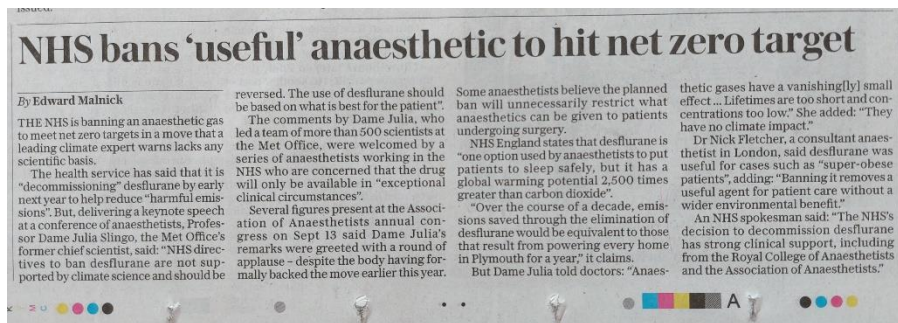 issued.
NHS bans ‘useful’ anaesthetic to hit net zero target
By Edward Malnick
THE NHS is banning an anaesthetic gas
to meet net zero targets in a move that a
leading climate expert warns lacks any
scientific basis.
The health service has said that it is
“decommissioning” desflurane by early
next year to help reduce “harmful emis-
sions”. But, delivering a keynote speech
at a conference of anaesthetists, Profes-
sor Dame Julia Slingo, the Met Office’s
former chief scientist, said: “NHS direc-
tives to ban desflurane are not sup-
ported by climate science and should be
reversed. The use of desflurane should
be based on what is best for the patient”.
The comments by Dame Julia, who
led a team of more than 500 scientists at
the Met Office, were welcomed by a
series of anaesthetists working in the
NHS who are concerned that the drug
will only be available in “exceptional
clinical circumstances”.
Several figures present at the Associ-
ation of Anaesthetists annual con-
gress on Sept 13 said Dame Julia’s
remarks were greeted with a round of
applause – despite the body having for-
mally backed the move earlier this year.
Some anaesthetists believe the planned
ban will unnecessarily restrict what
anaesthetics can be given to patients
undergoing surgery.
NHS England states that desflurane is
“one option used by anaesthetists to put
patients to sleep safely, but it has a
global warming potential 2,500 times
greater than carbon dioxide”.
“Over the course of a decade, emis-
sions saved through the elimination of
desflurane would be equivalent to those
that result from powering every home
in Plymouth for a year,” it claims.
But Dame Julia told doctors: “Anaes-
thetic gases have a vanishing[ly] small
effect ... Lifetimes are too short and con-
centrations too low.” She added: “They
have no climate impact.”
Dr Nick Fletcher, a consultant anaes-
thetist in London, said desflurane was
useful for cases such as “super-obese
patients”, adding: “Banning it removes a
useful agent for patient care without a
wider environmental benefit.”
An NHS spokesman said: “The NHS’s
decision to decommission desflurane
has strong clinical support, including
from the Royal College of Anaesthetists
and the Association of Anaesthetists.”
A